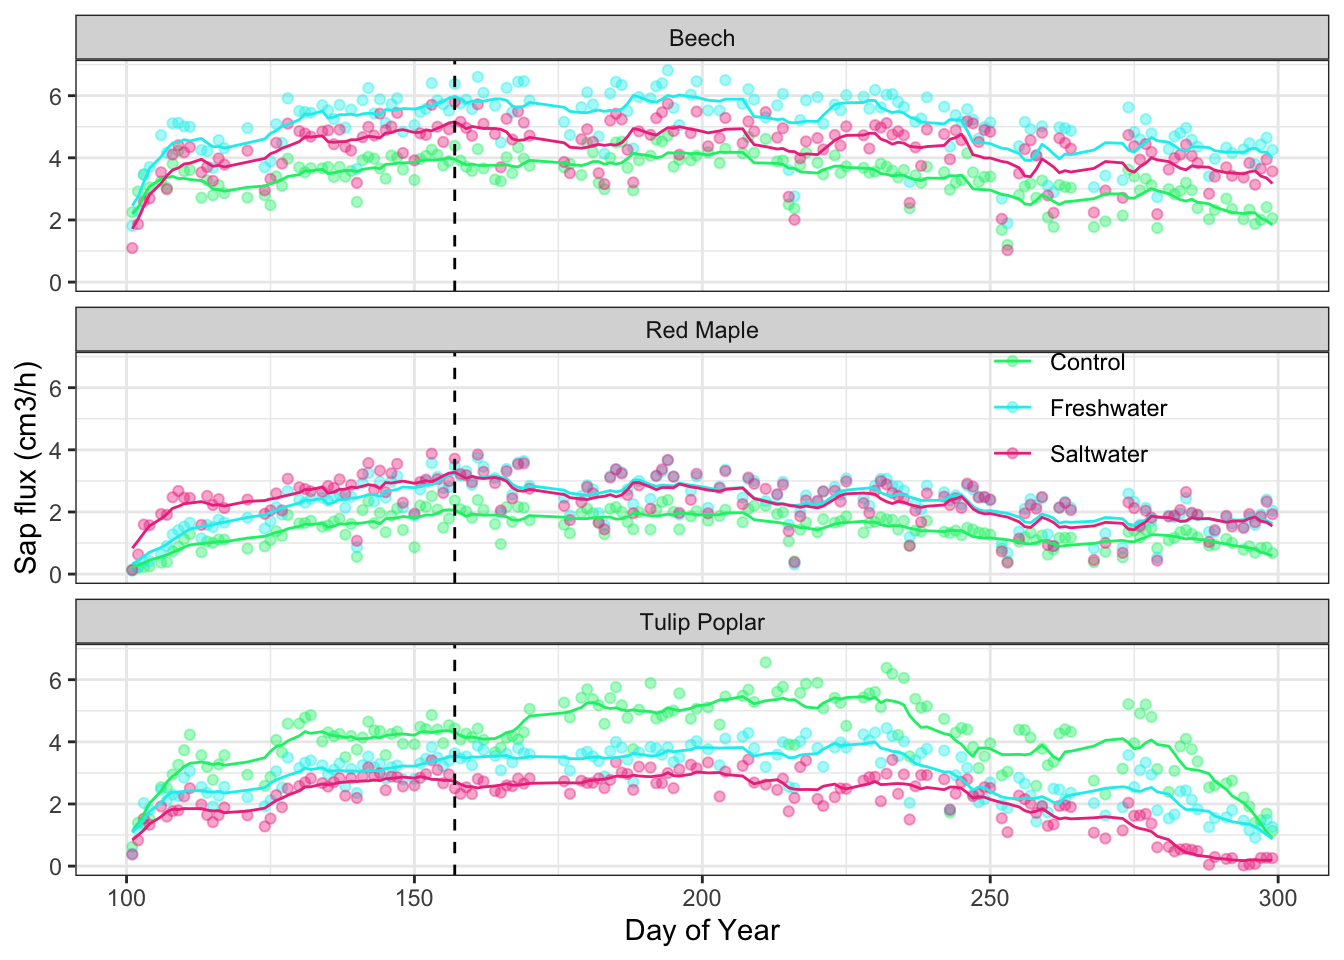 Beech
6
4
2
0
Red Maple
6
4
2
0
Control
Freshwater
Saltwater
Sap flux (cm3/h)
Tulip Poplar
6
4
2
0
100 150 200 250 300
Day of Year